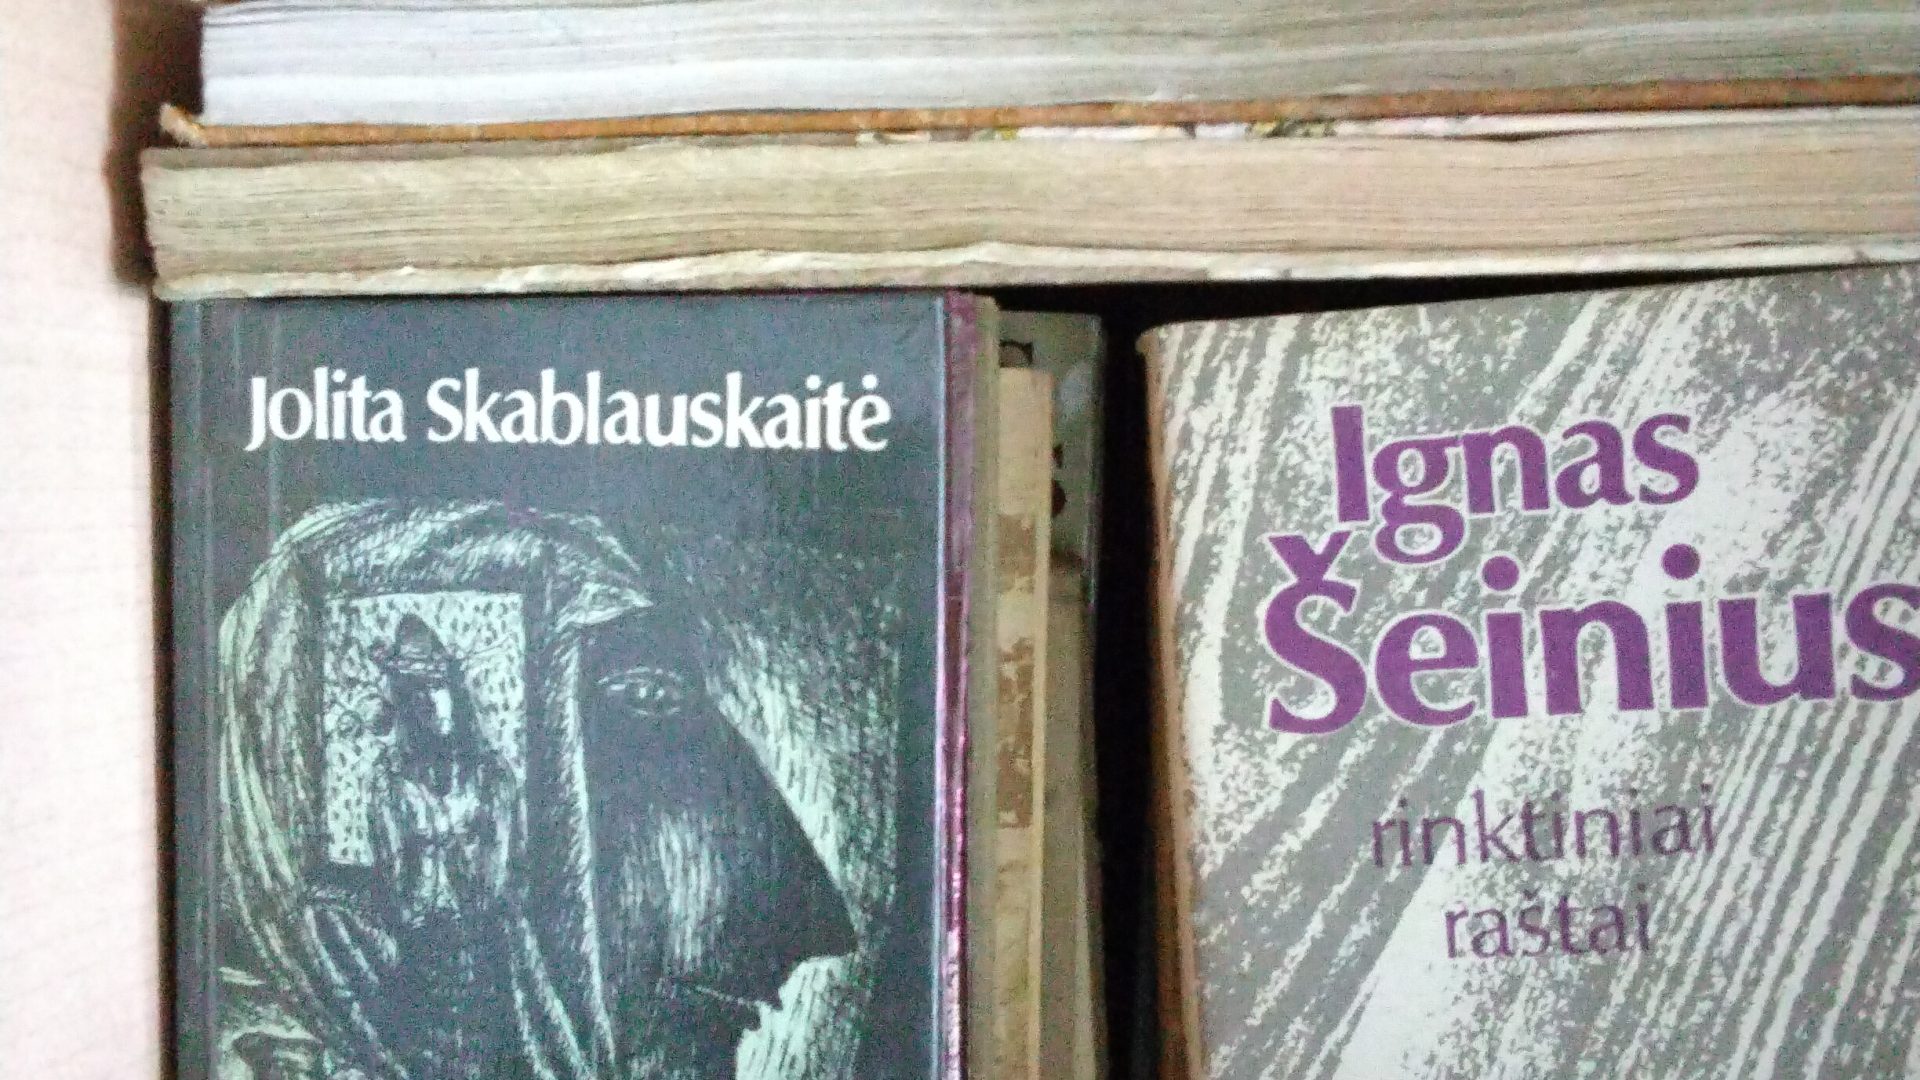 Jolita Skablauskaitė
Ignas
Šeinius
rinktiniai
raštai